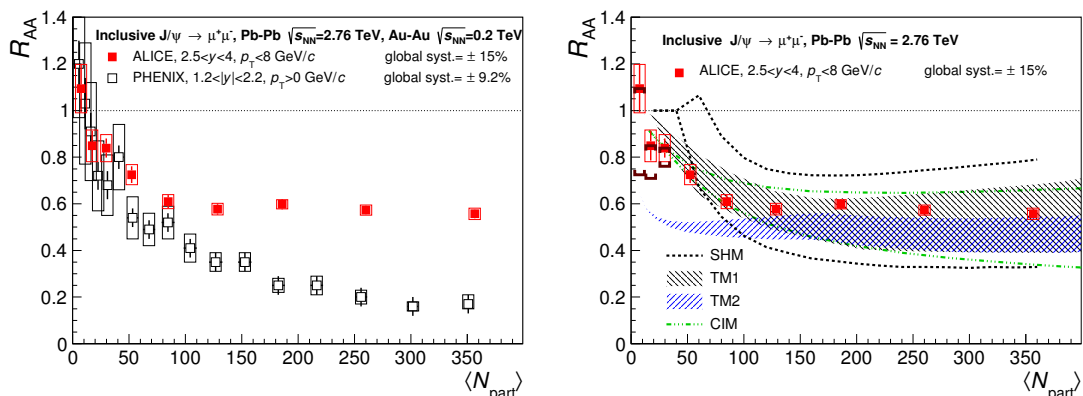 Inclusive J/ψ → μ⁺μ⁻, Pb-Pb √sNN=2.76 TeV, Au-Au √sNN=0.2 TeV
ALICE, 2.5<y<4, pT<8 GeV/c global syst.= ± 15%
PHENIX, 1.2<|y|<2.2, pT>0 GeV/c global syst.= ± 9.2%
RAA
1.4
1.2
1
0.8
0.6
0.4
0.2
0
0 50 100 150 200 250 300 350
⟨Npart⟩
Inclusive J/ψ → μ⁺μ⁻, Pb-Pb √sNN = 2.76 TeV
ALICE, 2.5<y<4, pT<8 GeV/c global syst.= ± 15%
RAA
1.4
1.2
1
0.8
0.6
0.4
0.2
0
SHM
TM1
TM2
CIM
0 50 100 150 200 250 300 350
⟨Npart⟩